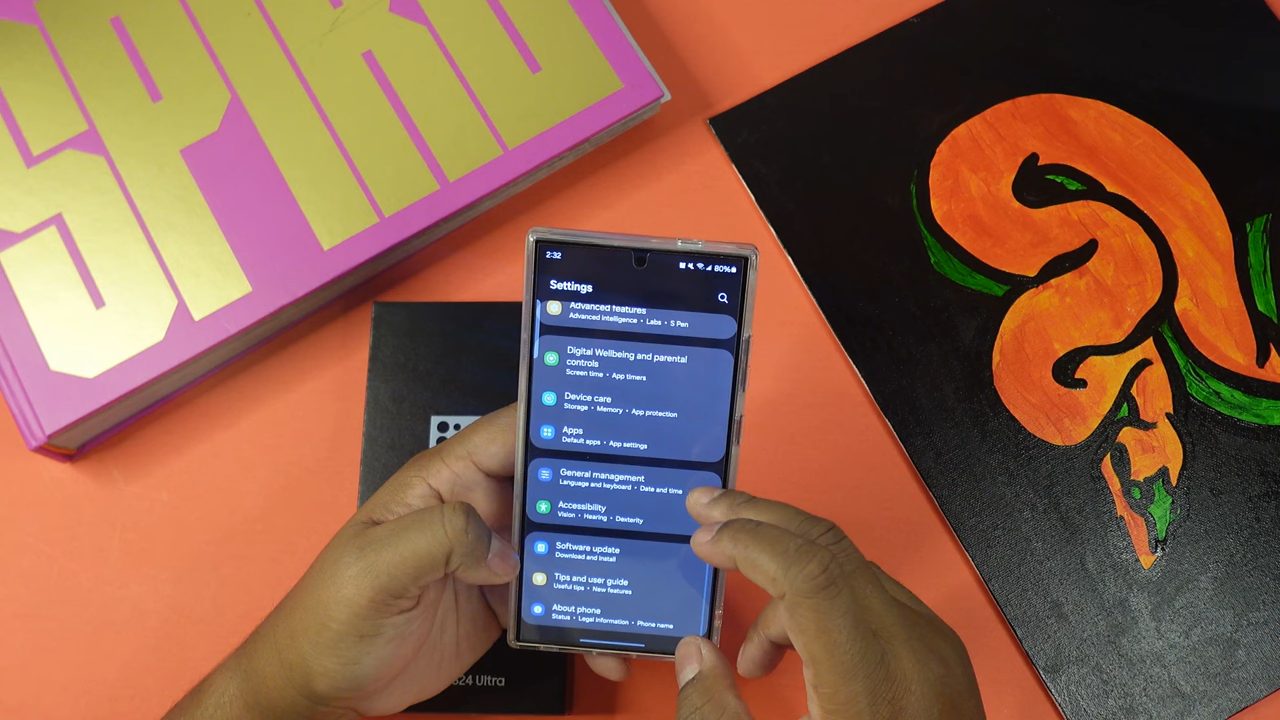 SPIRO
2:32
80%
Settings
Advanced features
Advanced intelligence • Labs • S Pen
Digital Wellbeing and parental
controls
Screen time • App timers
Device care
Storage • Memory • App protection
Apps
Default apps • App settings
General management
Language and keyboard • Date and time
Accessibility
Vision • Hearing • Dexterity
Software update
Download and install
Tips and user guide
Useful tips • New features
About phone
Status • Legal information • Phone name
S24 Ultra